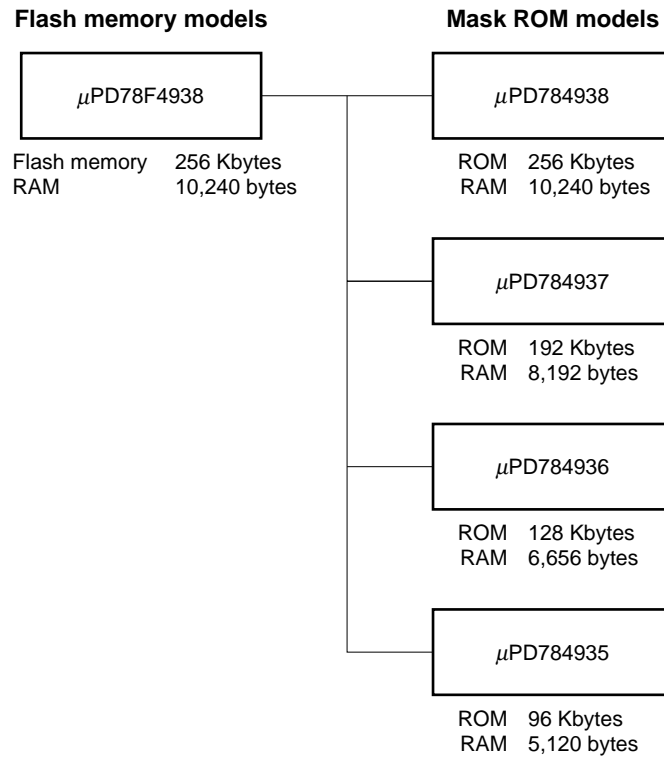 Flash memory models
Mask ROM models
μPD78F4938
Flash memory 256 Kbytes
RAM 10,240 bytes
μPD784938
ROM 256 Kbytes
RAM 10,240 bytes
μPD784937
ROM 192 Kbytes
RAM 8,192 bytes
μPD784936
ROM 128 Kbytes
RAM 6,656 bytes
μPD784935
ROM 96 Kbytes
RAM 5,120 bytes